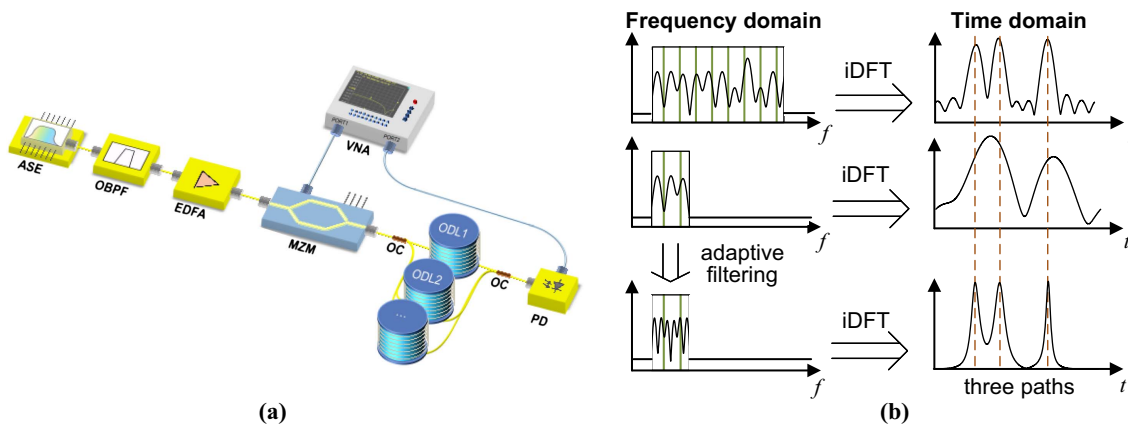 PORT1
PORT2
VNA
ASE
OBPF
EDFA
MZM
OC
ODL1
ODL2
...
OC
PD
(a)
Frequency domain
Time domain
iDFT
f
iDFT
f
t
adaptive
filtering
iDFT
f
t
three paths
(b)